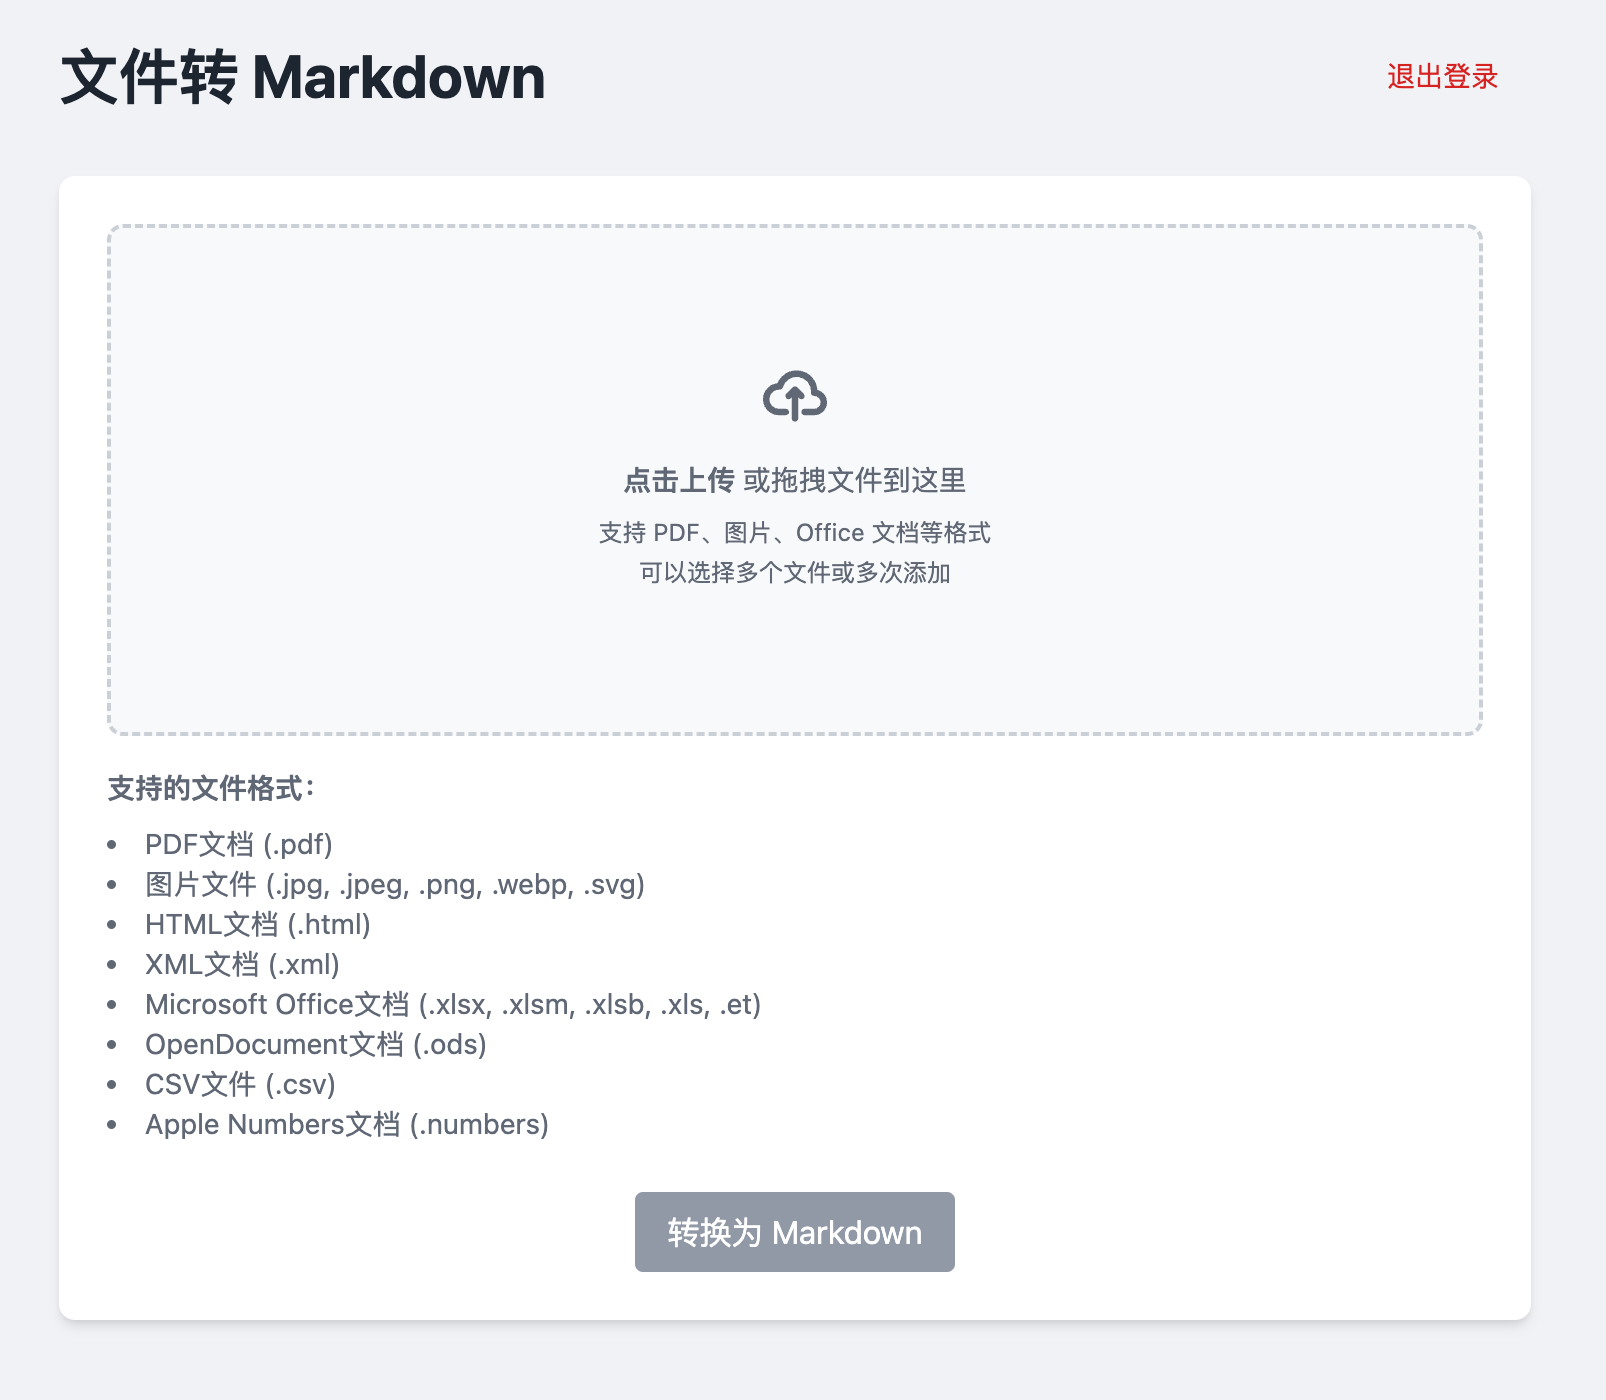 文件转 Markdown
退出登录
点击上传 或拖拽文件到这里
支持 PDF、图片、Office 文档等格式
可以选择多个文件或多次添加
支持的文件格式：
• PDF文档 (.pdf)
• 图片文件 (.jpg, .jpeg, .png, .webp, .svg)
• HTML文档 (.html)
• XML文档 (.xml)
• Microsoft Office文档 (.xlsx, .xlsm, .xlsb, .xls, .et)
• OpenDocument文档 (.ods)
• CSV文件 (.csv)
• Apple Numbers文档 (.numbers)
转换为 Markdown